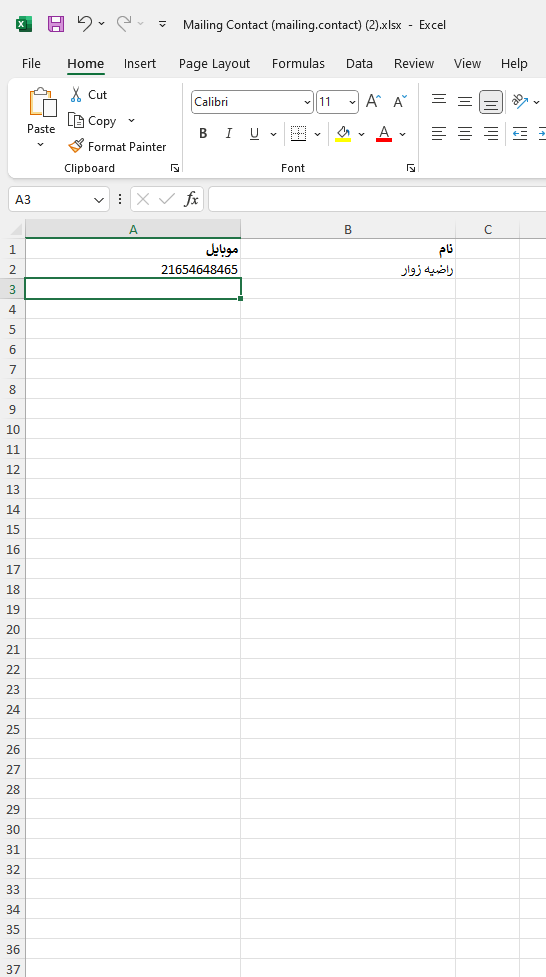 Mailing Contact (mailing.contact) (2).xlsx - Excel
File Home Insert Page Layout Formulas Data Review View Help
Paste
Cut
Copy
Format Painter
Clipboard
Calibri 11 A A
B I U A ab
Font
A3 fx
A B C
1 موبایل نام
2 21654648465 راضیه زوار
3
4
5
6
7
8
9
10
11
12
13
14
15
16
17
18
19
20
21
22
23
24
25
26
27
28
29
30
31
32
33
34
35
36
37